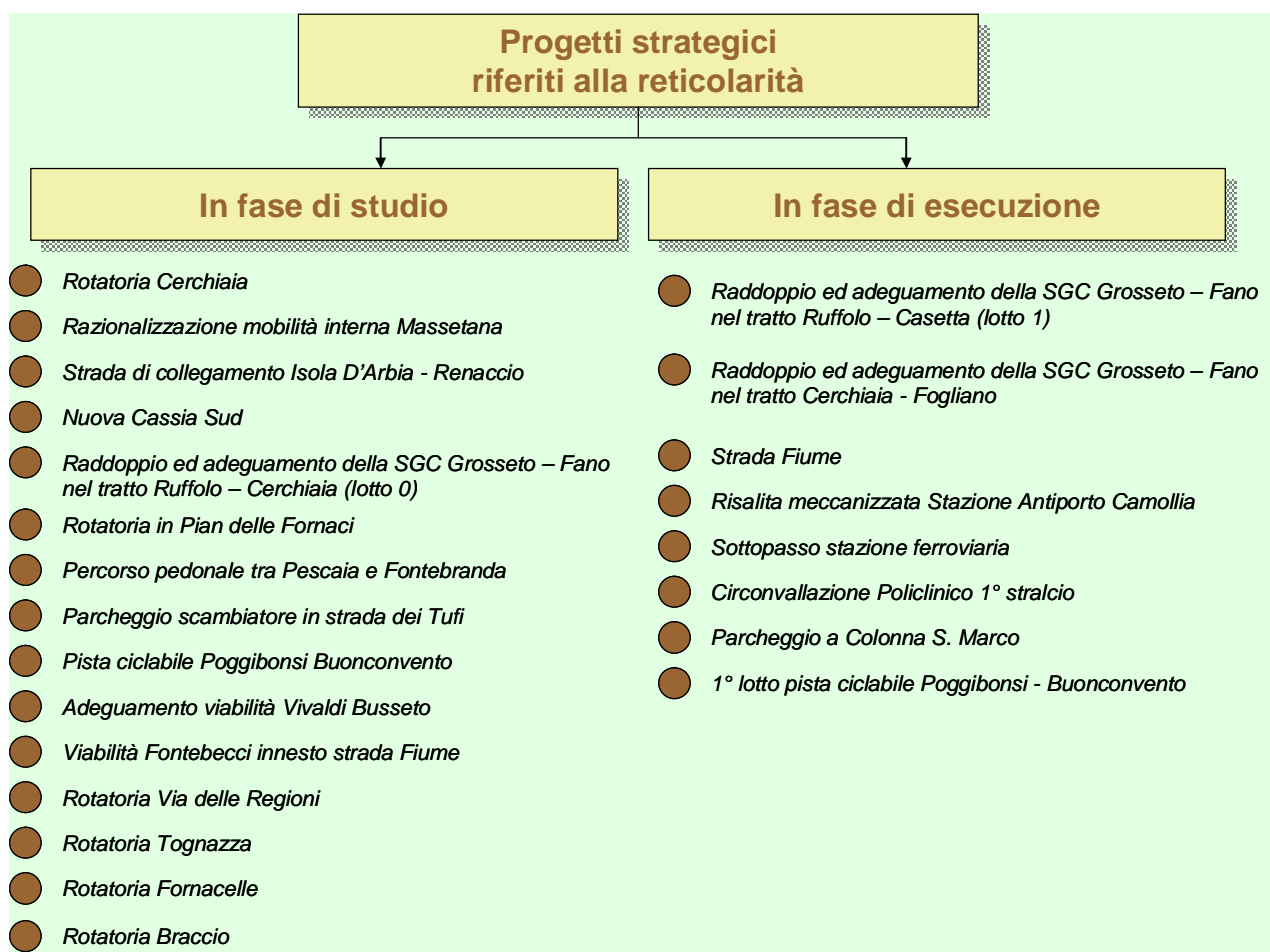 Progetti strategici
riferiti alla reticolarità
In fase di studio
Rotatoria Cerchiaia
Razionalizzazione mobilità interna Massetana
Strada di collegamento Isola D'Arbia - Renaccio
Nuova Cassia Sud
Raddoppio ed adeguamento della SGC Grosseto – Fano
nel tratto Ruffolo – Cerchiaia (lotto 0)
Rotatoria in Pian delle Fornaci
Percorso pedonale tra Pescaia e Fontebranda
Parcheggio scambiatore in strada dei Tufi
Pista ciclabile Poggibonsi Buonconvento
Adeguamento viabilità Vivaldi Busseto
Viabilità Fontebecci innesto strada Fiume
Rotatoria Via delle Regioni
Rotatoria Tognazza
Rotatoria Fornacelle
Rotatoria Braccio
In fase di esecuzione
Raddoppio ed adeguamento della SGC Grosseto – Fano
nel tratto Ruffolo – Casetta (lotto 1)
Raddoppio ed adeguamento della SGC Grosseto – Fano
nel tratto Cerchiaia - Fogliano
Strada Fiume
Risalita meccanizzata Stazione Antiporto Camollia
Sottopasso stazione ferroviaria
Circonvallazione Policlinico 1° stralcio
Parcheggio a Colonna S. Marco
1° lotto pista ciclabile Poggibonsi - Buonconvento